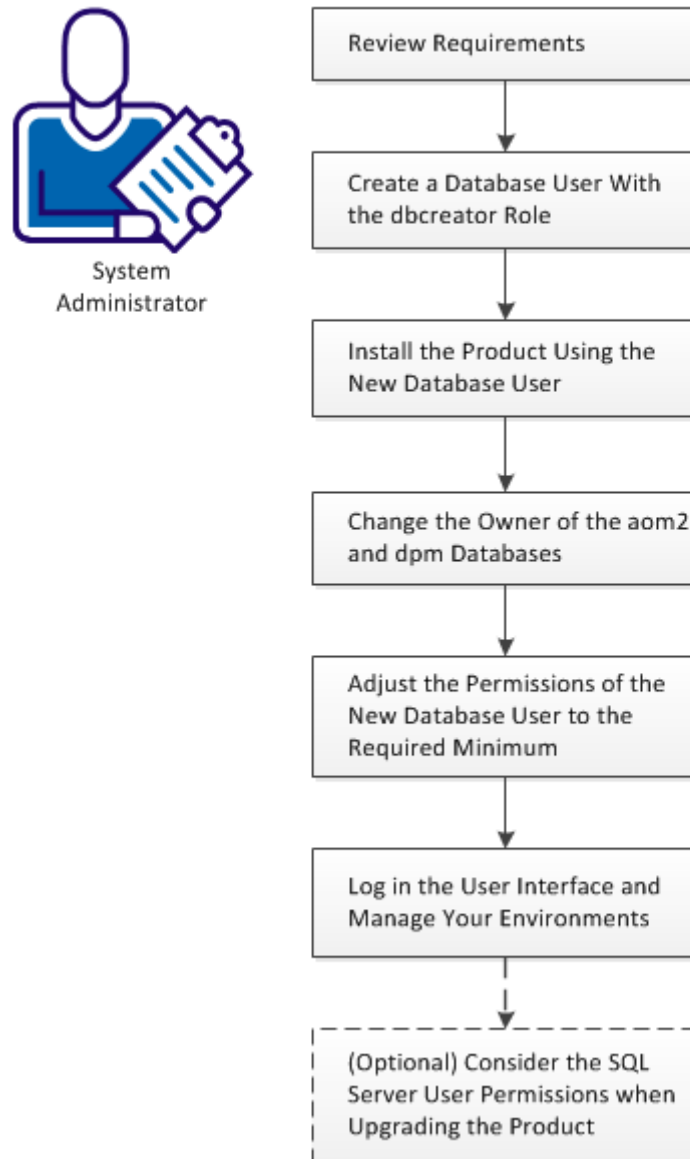 System
Administrator
Review Requirements
Create a Database User With
the dbcreator Role
Install the Product Using the
New Database User
Change the Owner of the aom2
and dpm Databases
Adjust the Permissions of the
New Database User to the
Required Minimum
Log in the User Interface and
Manage Your Environments
(Optional) Consider the SQL
Server User Permissions when
Upgrading the Product